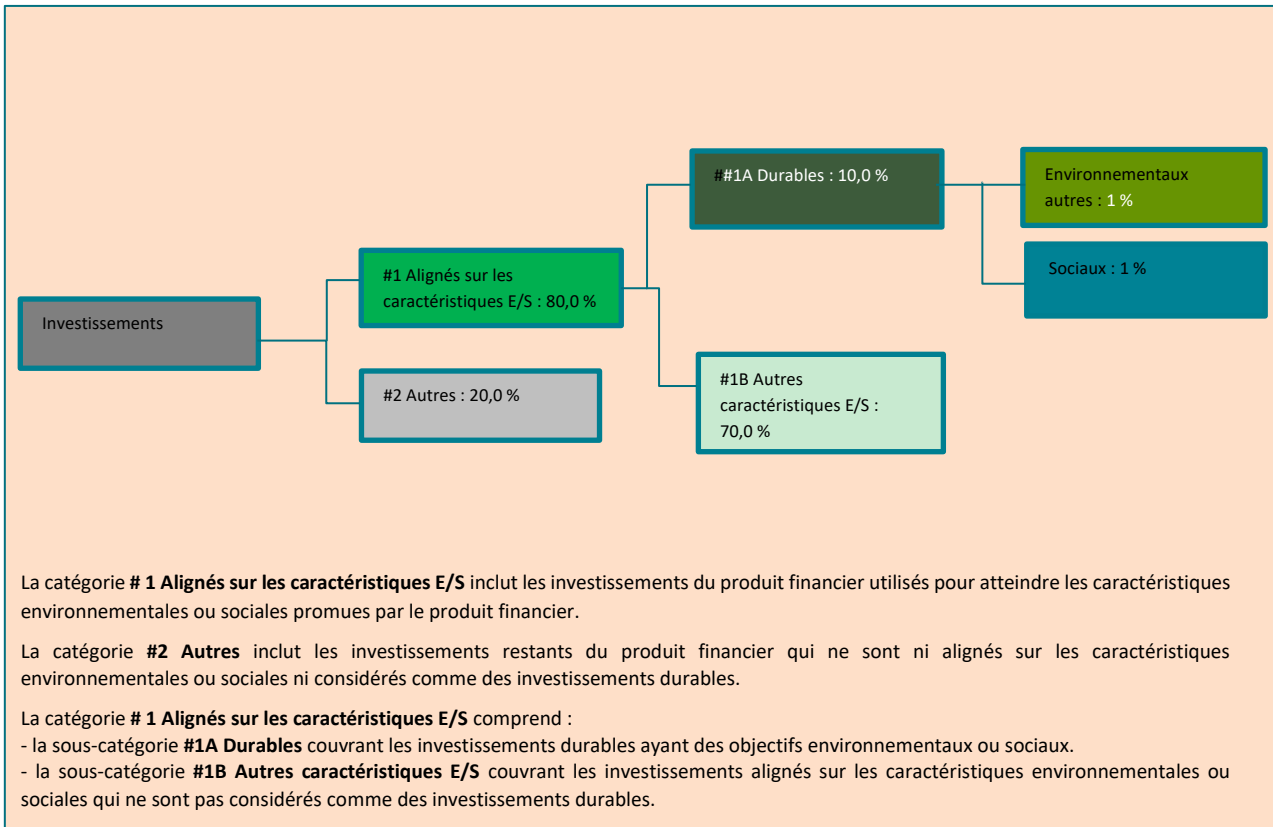 ##1A Durables : 10,0 %
Environnementaux
autres : 1 %
Sociaux : 1 %
#1 Alignés sur les
caractéristiques E/S : 80,0 %
Investissements
#2 Autres : 20,0 %
#1B Autres
caractéristiques E/S :
70,0 %
La catégorie # 1 Alignés sur les caractéristiques E/S inclut les investissements du produit financier utilisés pour atteindre les caractéristiques
environnementales ou sociales promues par le produit financier.
La catégorie #2 Autres inclut les investissements restants du produit financier qui ne sont ni alignés sur les caractéristiques
environnementales ou sociales ni considérés comme des investissements durables.
La catégorie # 1 Alignés sur les caractéristiques E/S comprend :
- la sous-catégorie #1A Durables couvrant les investissements durables ayant des objectifs environnementaux ou sociaux.
- la sous-catégorie #1B Autres caractéristiques E/S couvrant les investissements alignés sur les caractéristiques environnementales ou
sociales qui ne sont pas considérés comme des investissements durables.